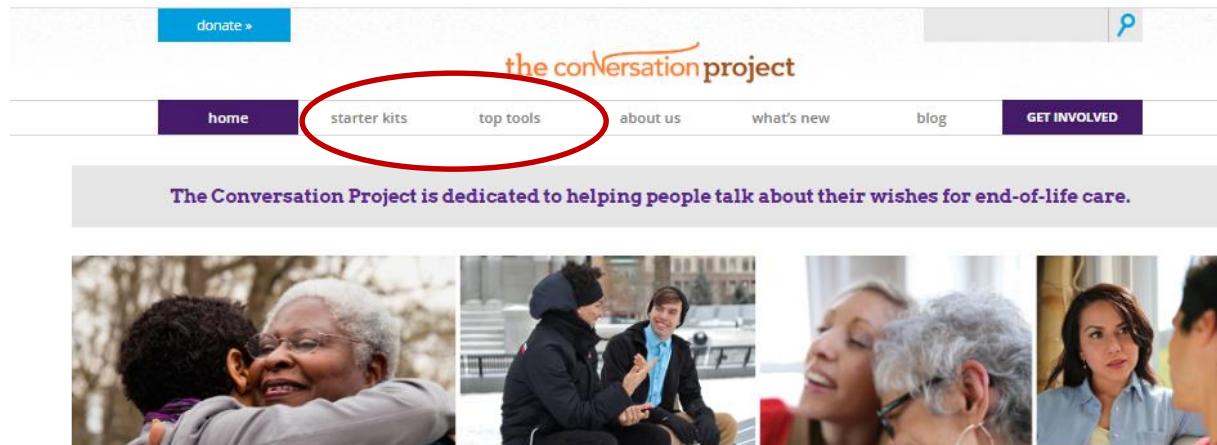 donate »
the conversation project
home starter kits top tools about us what's new blog GET INVOLVED
The Conversation Project is dedicated to helping people talk about their wishes for end-of-life care.